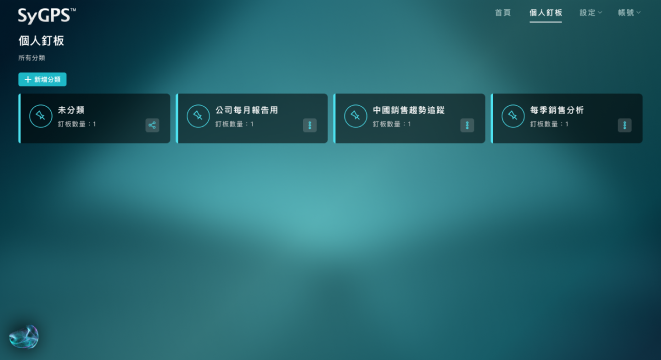 SyGPS™
首頁
個人釘板
設定
帳號
個人釘板
所有分類
+ 新增分類
未分類
釘板數量：1
公司每月報告用
釘板數量：1
中國銷售趨勢追蹤
釘板數量：1
每季銷售分析
釘板數量：1